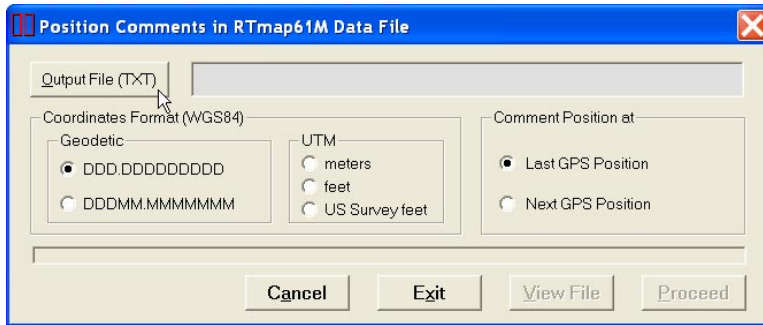 Position Comments in RTmap61M Data File
Output File (TXT)
Coordinates Format (WGS84)
Geodetic
DDD.DDDDDDDDD
DDDMM.MMMMMMM
UTM
meters
feet
US Survey feet
Comment Position at
Last GPS Position
Next GPS Position
Cancel
Exit
View File
Proceed